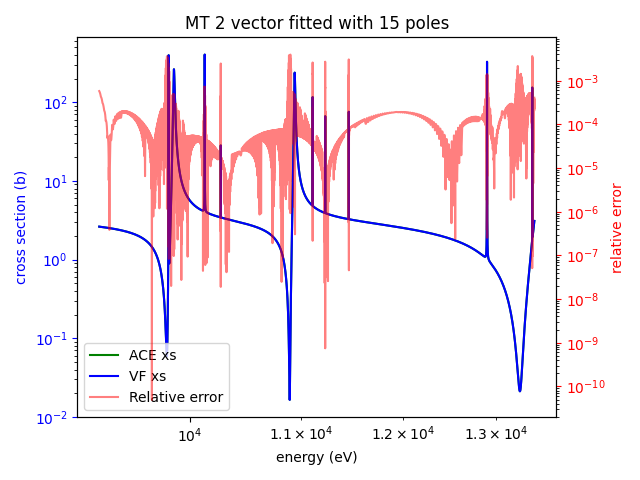 MT 2 vector fitted with 15 poles
cross section (b)
10²
10¹
10⁰
10⁻¹
10⁻²
10⁻³
10⁻⁴
10⁻⁵
10⁻⁶
10⁻⁷
10⁻⁸
10⁻⁹
10⁻¹⁰
relative error
ACE xs
VF xs
Relative error
10⁴
1.1 × 10⁴
1.2 × 10⁴
1.3 × 10⁴
energy (eV)